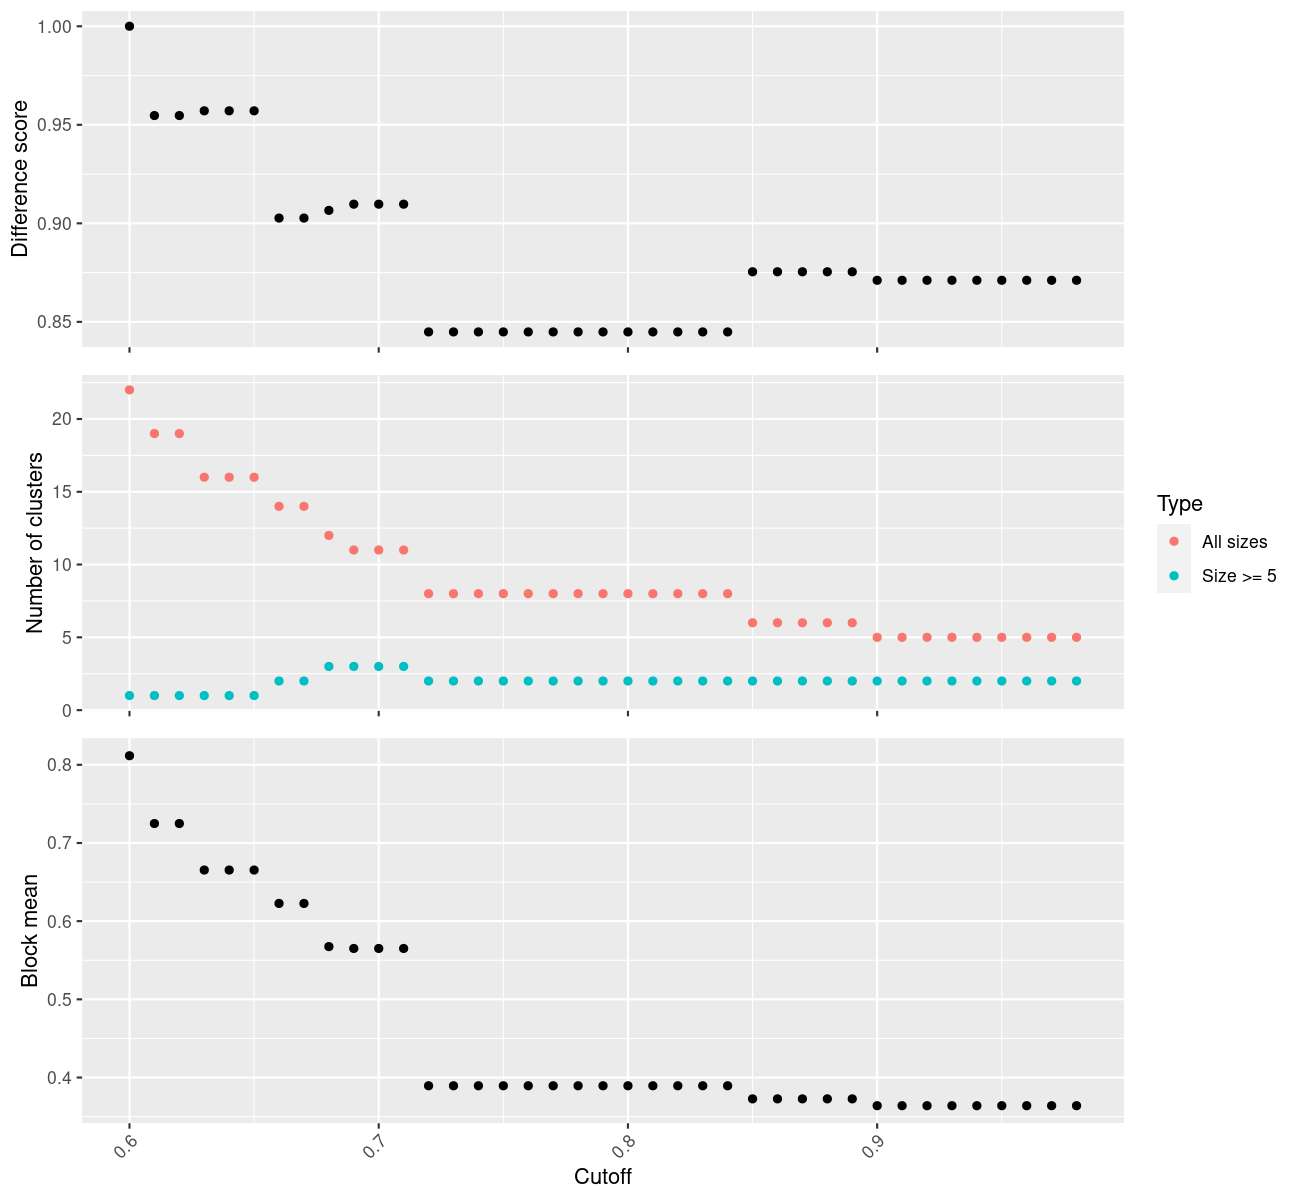 Difference score
1.00
0.95
0.90
0.85
Number of clusters
20
15
10
5
0
Type
All sizes
Size >= 5
Block mean
0.8
0.7
0.6
0.5
0.4
0.6 0.7 0.8 0.9
Cutoff